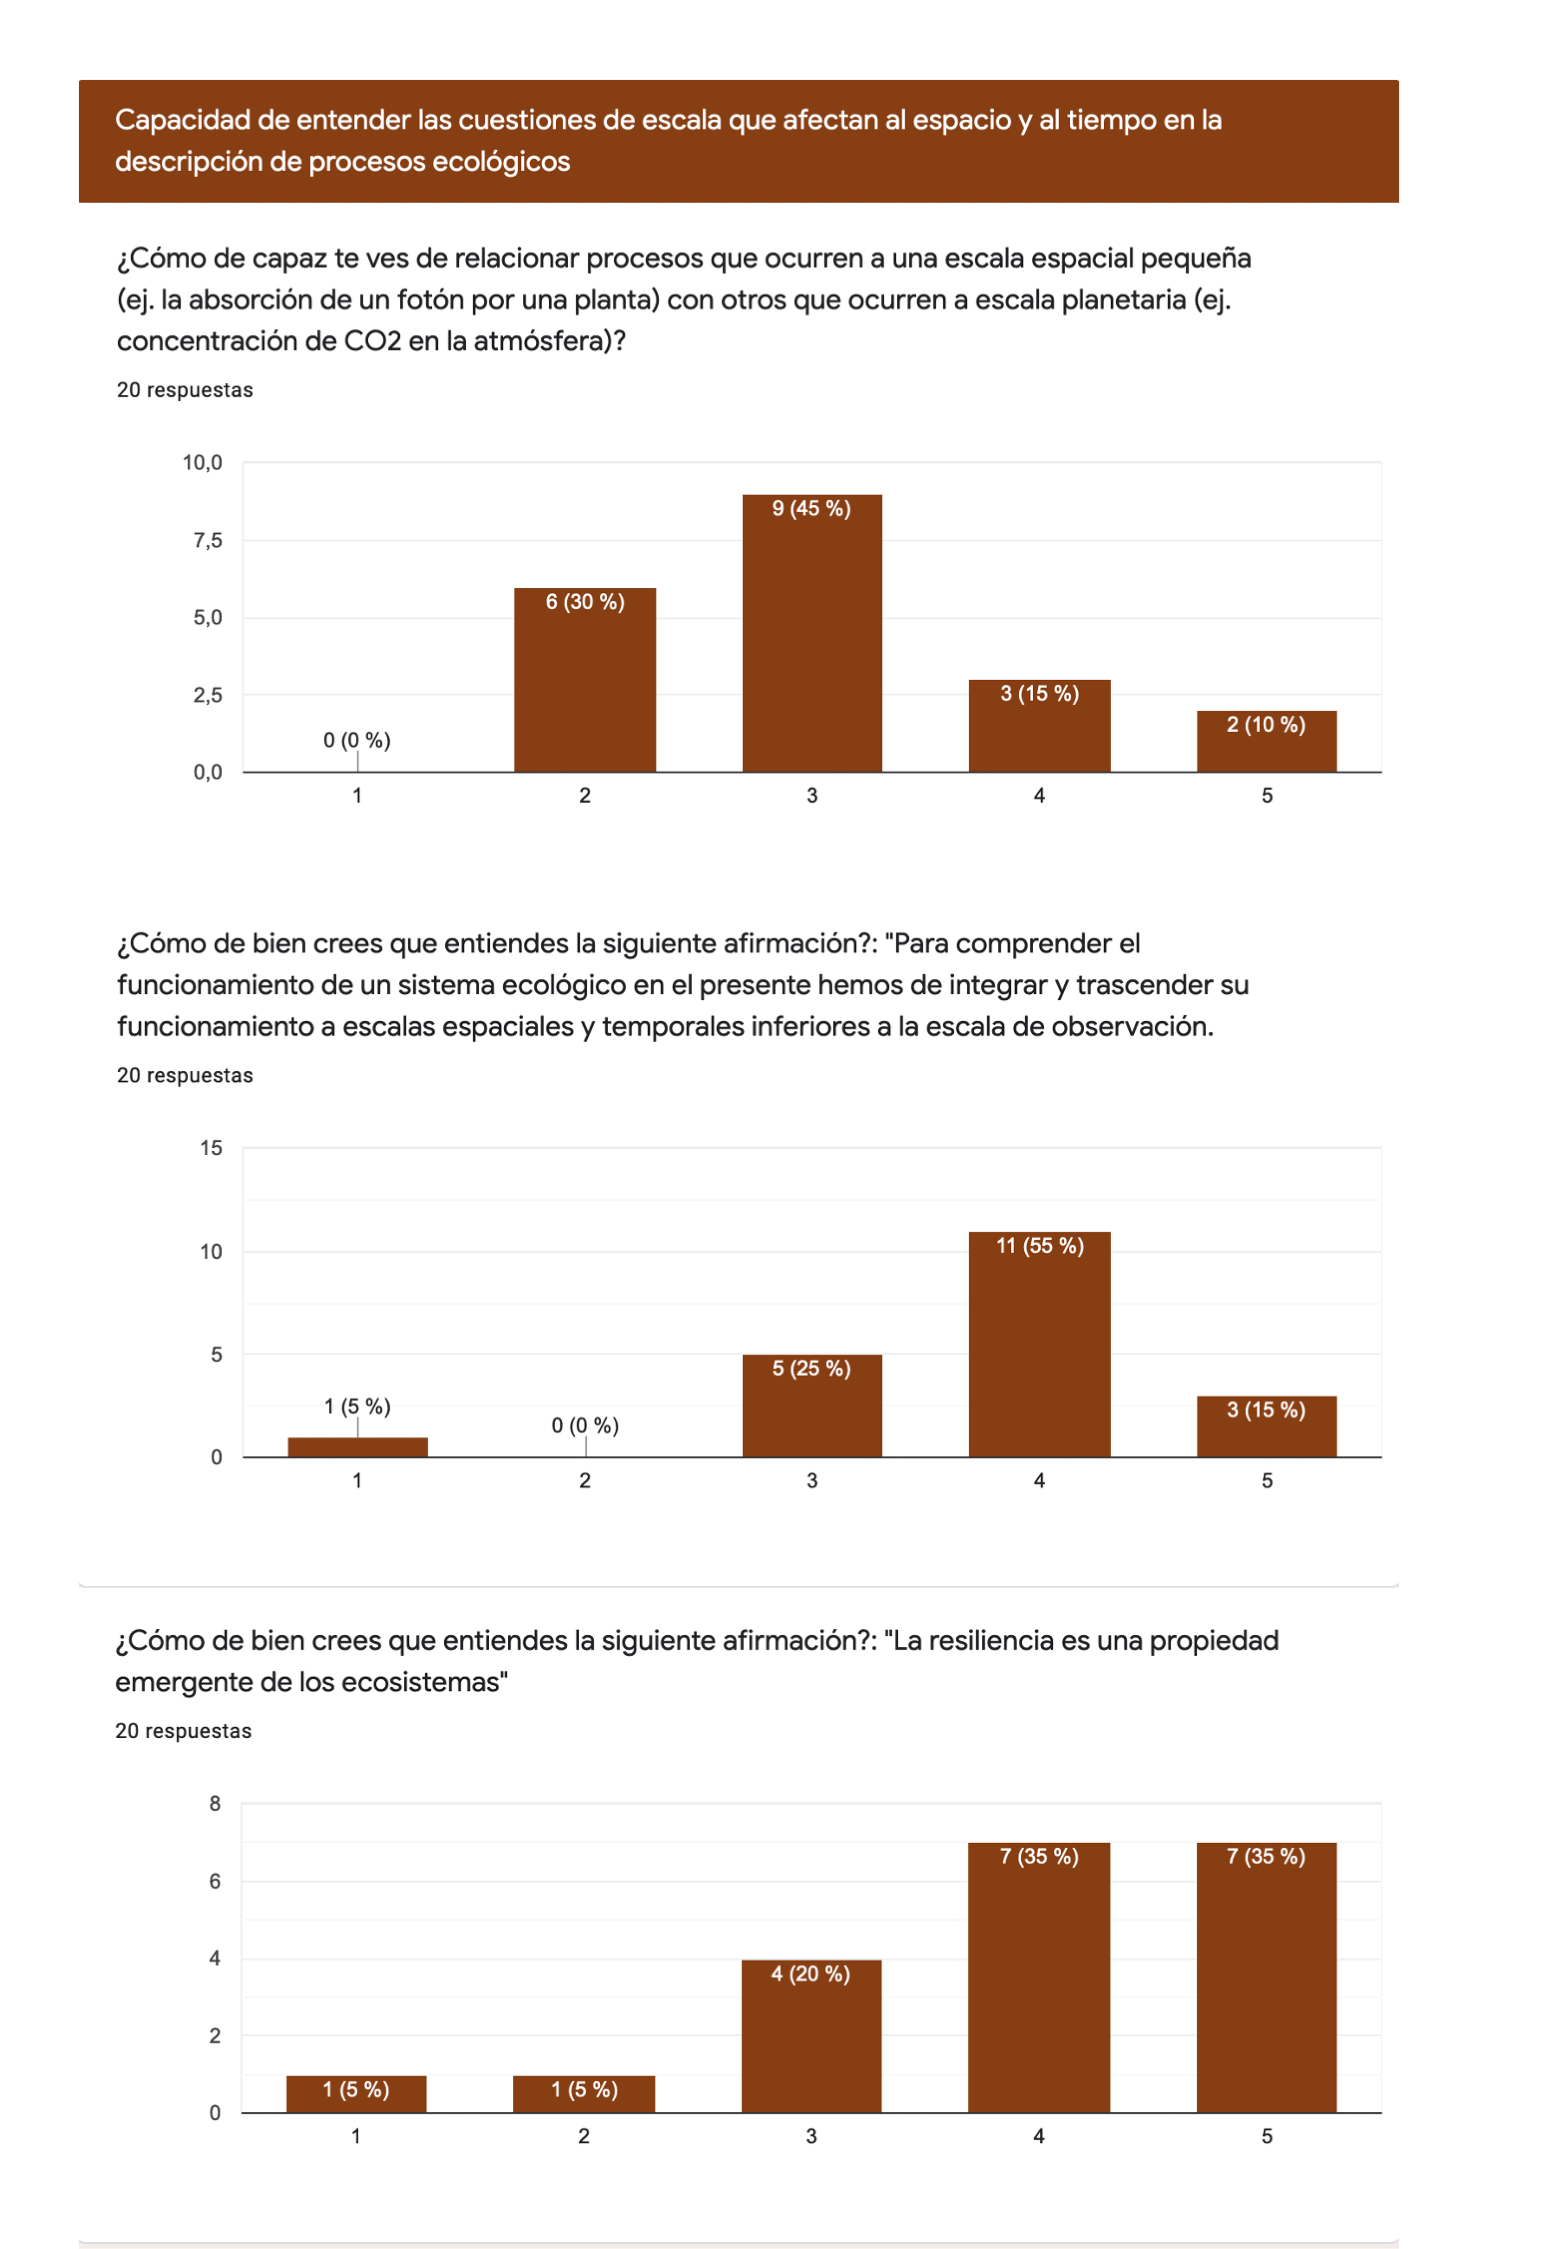 Capacidad de entender las cuestiones de escala que afectan al espacio y al tiempo en la
descripción de procesos ecológicos
¿Cómo de capaz te ves de relacionar procesos que ocurren a una escala espacial pequeña
(ej. la absorción de un fotón por una planta) con otros que ocurren a escala planetaria (ej.
concentración de CO2 en la atmósfera)?
20 respuestas
10,0
7,5
5,0
2,5
0,0
0 (0 %)
6 (30 %)
9 (45 %)
3 (15 %)
2 (10 %)
1 2 3 4 5
¿Cómo de bien crees que entiendes la siguiente afirmación?: "Para comprender el
funcionamiento de un sistema ecológico en el presente hemos de integrar y trascender su
funcionamiento a escalas espaciales y temporales inferiores a la escala de observación.
20 respuestas
15
10
5
0
1 (5 %)
0 (0 %)
5 (25 %)
11 (55 %)
3 (15 %)
1 2 3 4 5
¿Cómo de bien crees que entiendes la siguiente afirmación?: "La resiliencia es una propiedad
emergente de los ecosistemas"
20 respuestas
8
6
4
2
0
1 (5 %)
1 (5 %)
4 (20 %)
7 (35 %)
7 (35 %)
1 2 3 4 5